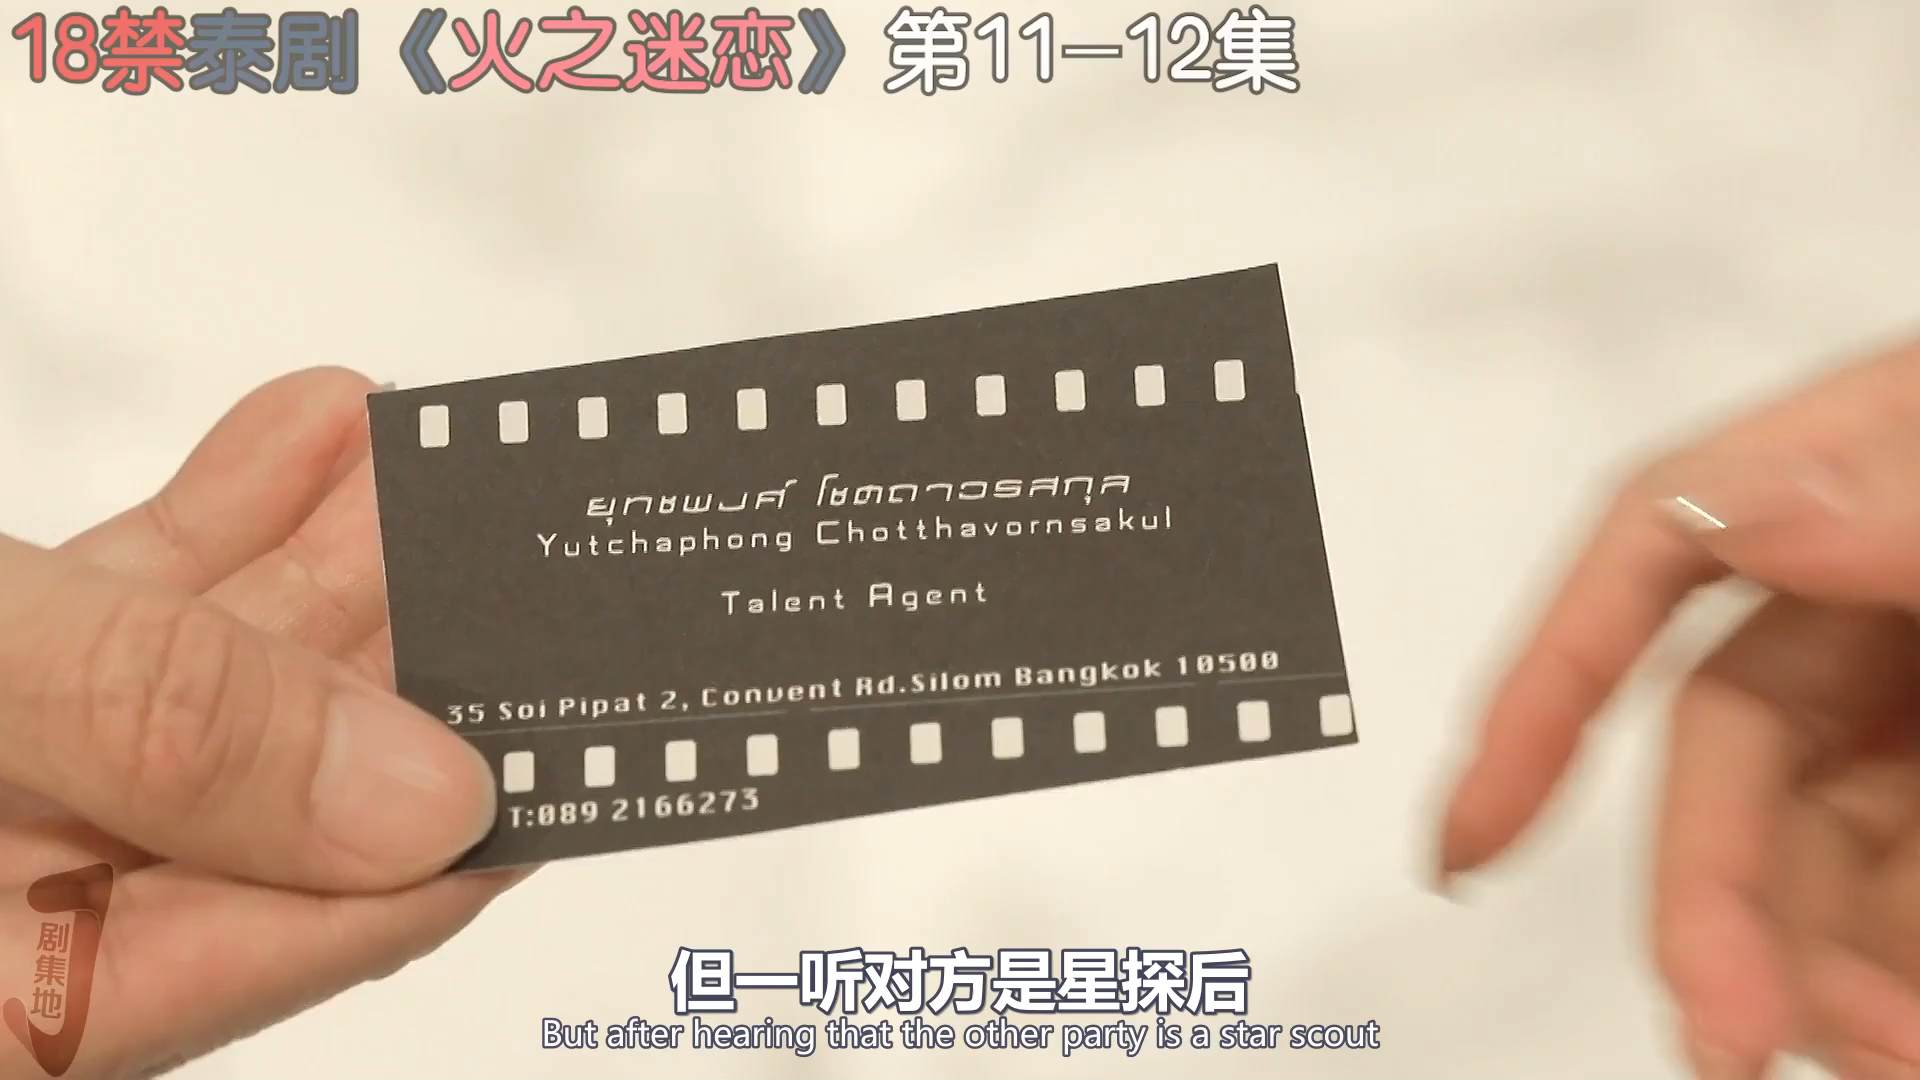 18禁泰剧《火之迷恋》第11-12集
ยุทธพงศ์ โชตถาวรสกุล
Yutchaphong Chotthavornsakul
Talent Agent
35 Soi Pipat 2, Convent Rd.Silom Bangkok 10500
T:089 2166273
剧集地
但一听对方是星探后
But after hearing that the other party is a star scout